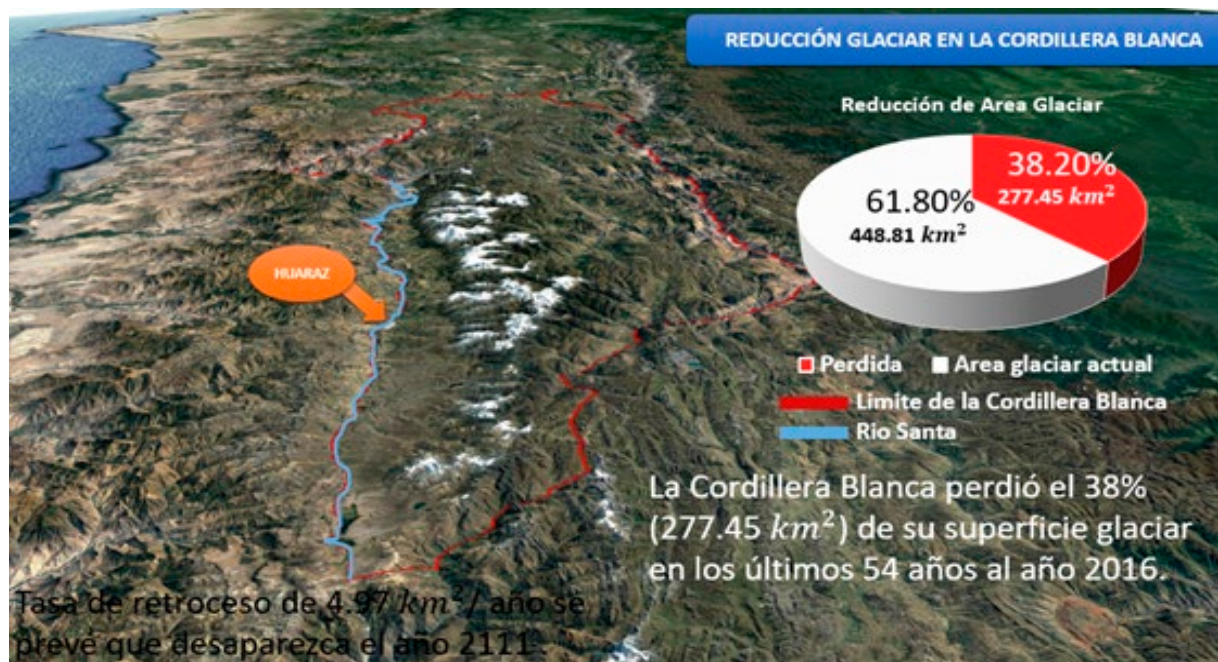 REDUCCIÓN GLACIAR EN LA CORDILLERA BLANCA
Reducción de Area Glaciar
38.20%
277.45 km²
61.80%
448.81 km²
HUARAZ
Perdida
Area glaciar actual
Limite de la Cordillera Blanca
Rio Santa
La Cordillera Blanca perdió el 38%
(277.45 km²) de su superficie glaciar
en los últimos 54 años al año 2016.
Tasa de retroceso de 4.97 km²/ año se
prevé que desaparezca el año 2111.